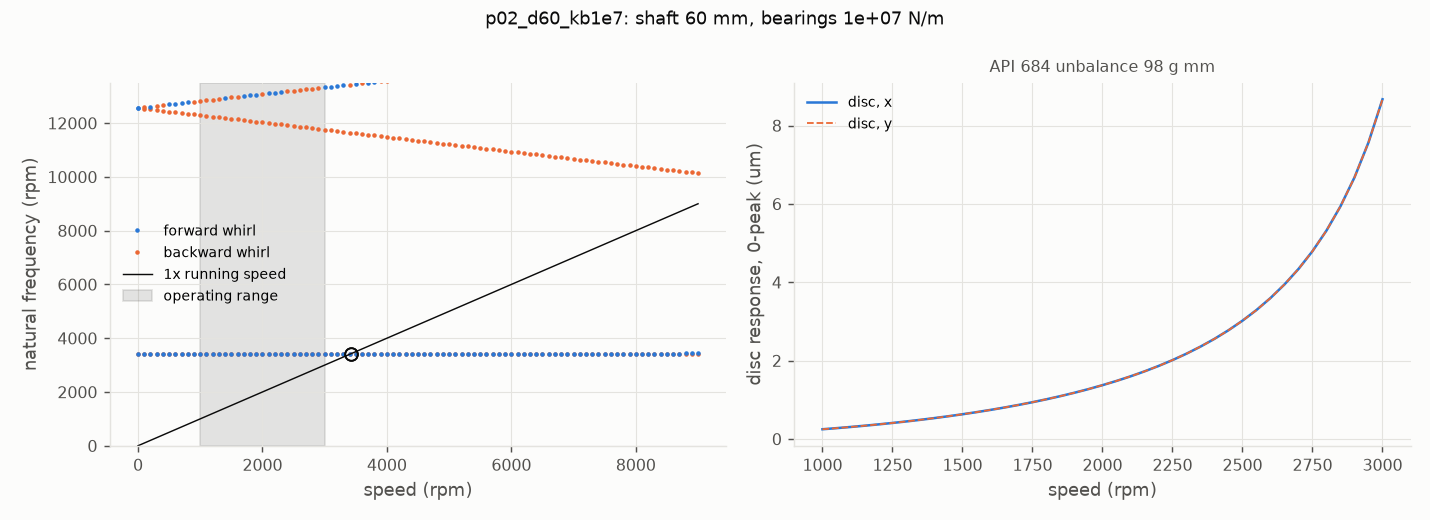 p02_d60_kb1e7: shaft 60 mm, bearings 1e+07 N/m
natural frequency (rpm)
12000
10000
8000
6000
4000
2000
0
forward whirl
backward whirl
1x running speed
operating range
0
2000
4000
6000
8000
speed (rpm)
API 684 unbalance 98 g mm
disc response, 0-peak (um)
8
6
4
2
0
disc, x
disc, y
1000
1250
1500
1750
2000
2250
2500
2750
3000
speed (rpm)